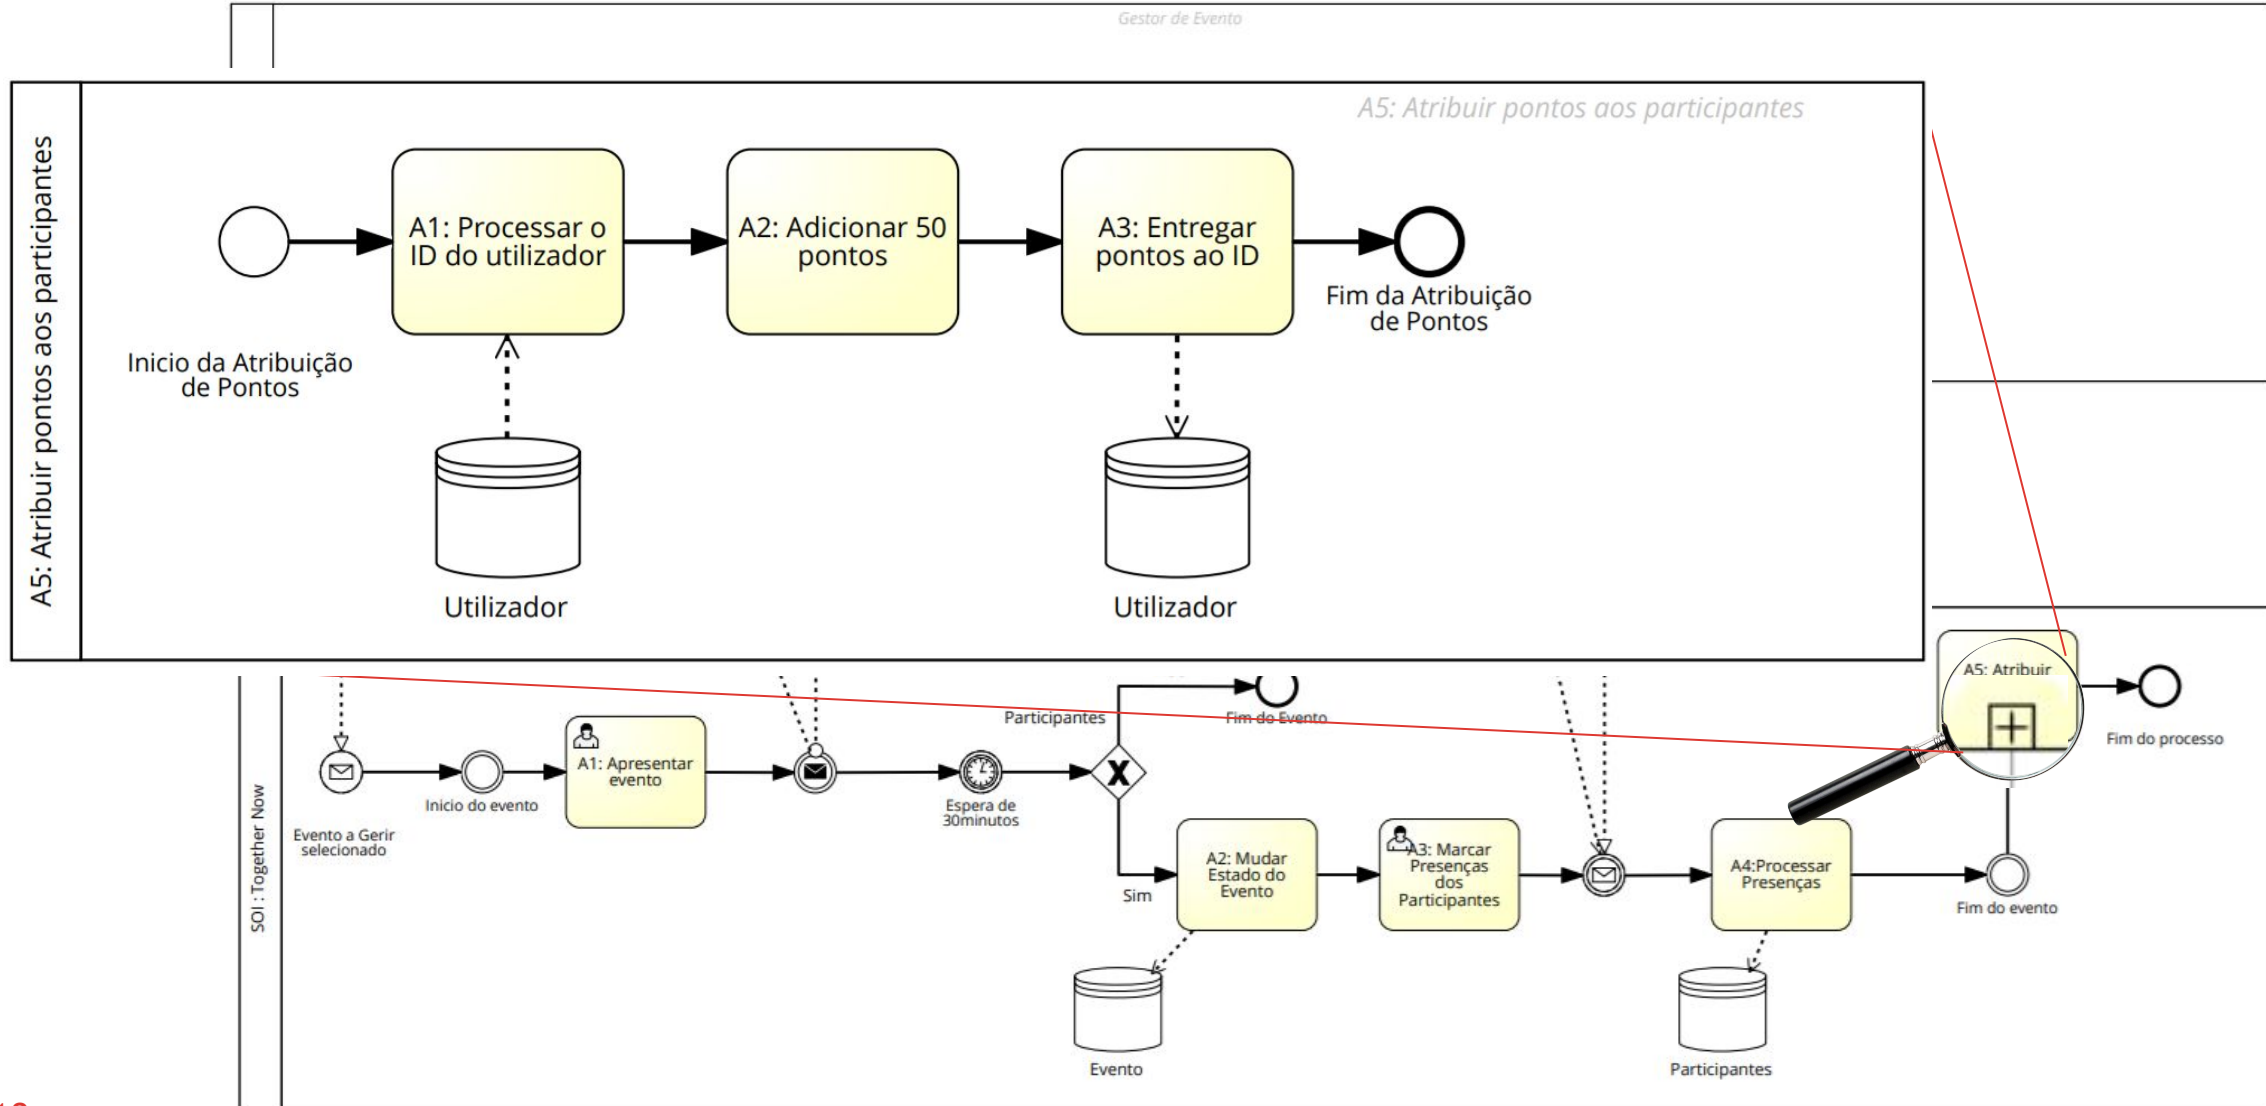 Gestor de Evento
A5: Atribuir pontos aos participantes
A5: Atribuir pontos aos participantes
A1: Processar o
ID do utilizador
A2: Adicionar 50
pontos
A3: Entregar
pontos ao ID
Fim da Atribuição
de Pontos
Inicio da Atribuição
de Pontos
Utilizador
Utilizador
SOI : Together Now
Evento a Gerir
selecionado
Inicio do evento
A1: Apresentar
evento
Espera de
30minutos
Participantes
Fim do Evento
X
Sim
A2: Mudar
Estado do
Evento
A3: Marcar
Presenças
dos
Participantes
A4:Processar
Presenças
Fim do evento
A5: Atribuir
Fim do processo
Evento
Participantes